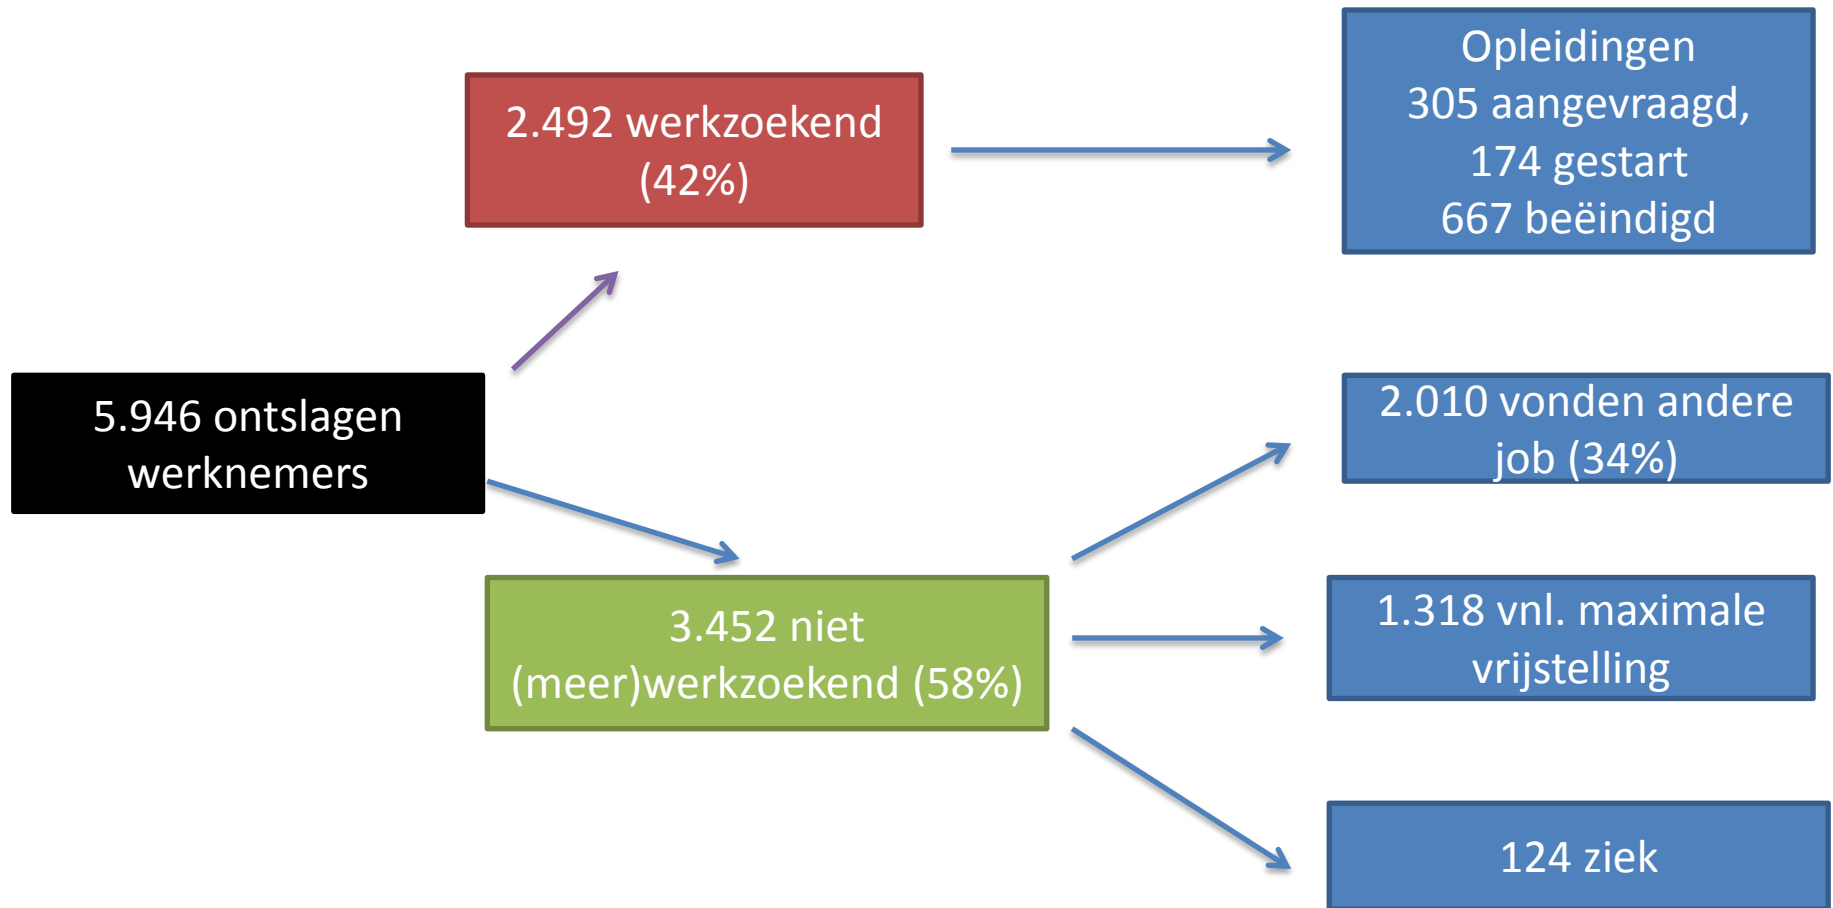 Opleidingen
305 aangevraagd,
174 gestart
667 beëindigd
2.492 werkzoekend
(42%)
5.946 ontslagen
werknemers
2.010 vonden andere
job (34%)
3.452 niet
(meer)werkzoekend (58%)
1.318 vnl. maximale
vrijstelling
124 ziek